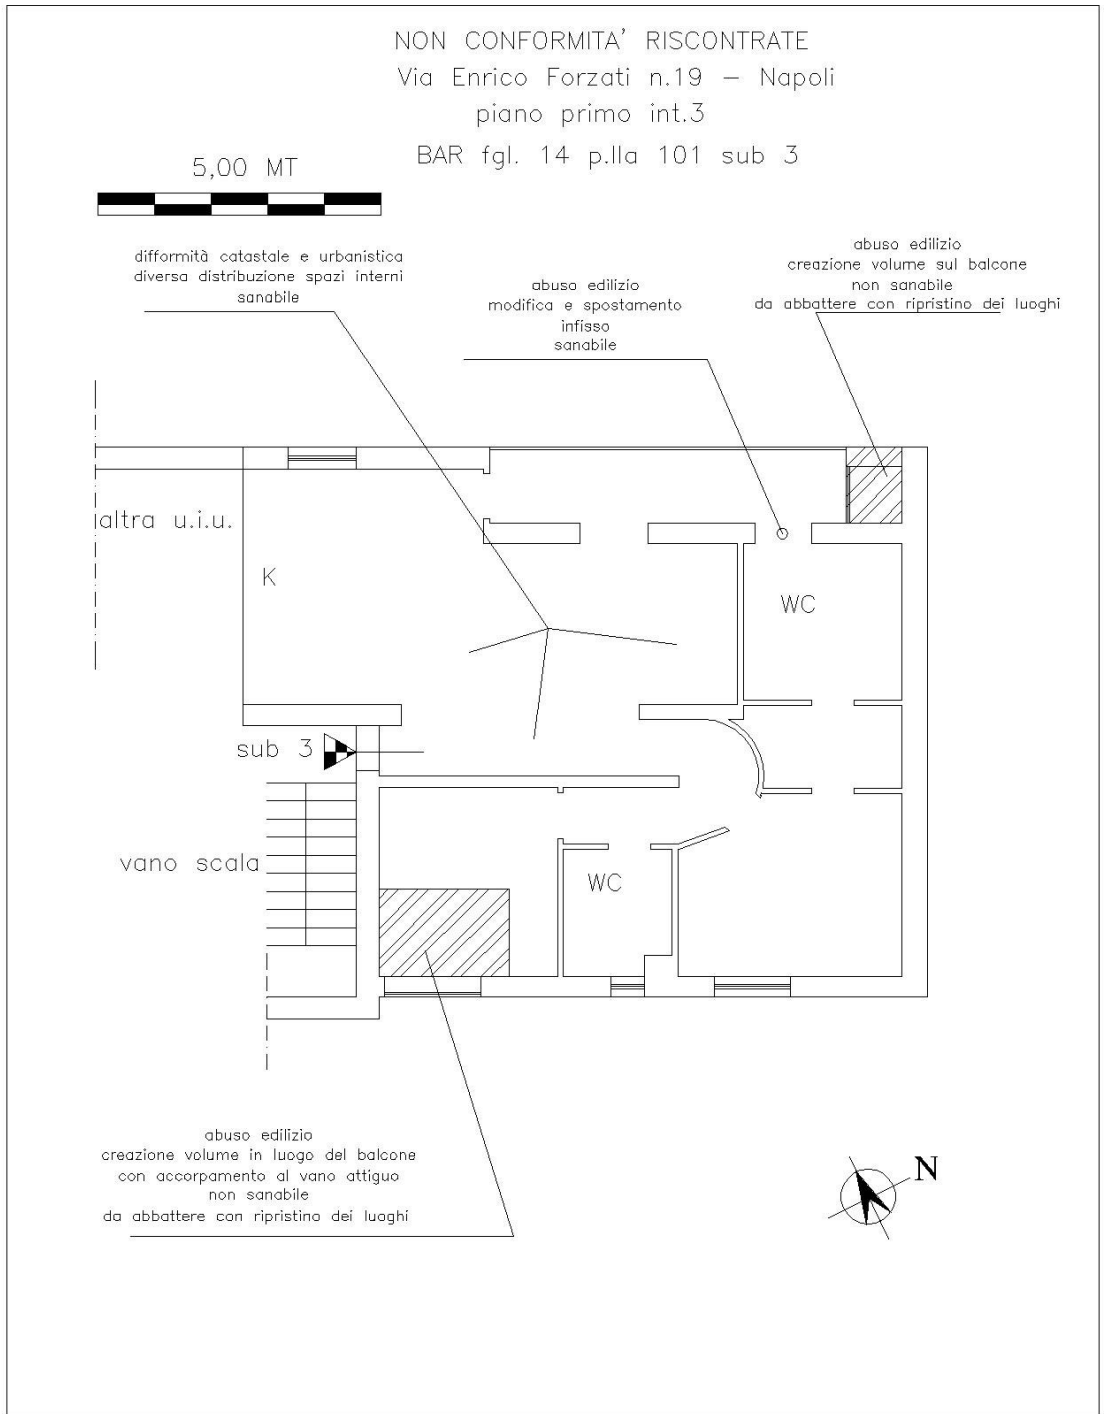 NON CONFORMITA' RISCONTRATE
Via Enrico Forzati n.19 – Napoli
piano primo int.3
BAR fgl. 14 p.lla 101 sub 3
5,00 MT
difformità catastale e urbanistica
diversa distribuzione spazi interni
sanabile
abuso edilizio
modifica e spostamento
infisso
sanabile
abuso edilizio
creazione volume sul balcone
non sanabile
da abbattere con ripristino dei luoghi
altra u.i.u.
K
WC
sub 3
vano scala
WC
abuso edilizio
creazione volume in luogo del balcone
con accorpamento al vano attiguo
non sanabile
da abbattere con ripristino dei luoghi
N